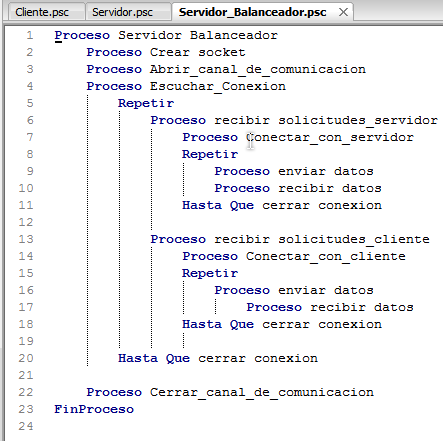 Cliente.psc Servidor.psc Servidor_Balanceador.psc X
1 Proceso Servidor Balanceador
2 Proceso Crear socket
3 Proceso Abrir_canal_de_comunicacion
4 Proceso Escuchar_Conexion
5 Repetir
6 Proceso recibir solicitudes_servidor
7 Proceso Conectar_con_servidor
8 Repetir
9 Proceso enviar datos
10 Proceso recibir datos
11 Hasta Que cerrar conexion
12
13 Proceso recibir solicitudes_cliente
14 Proceso Conectar_con_cliente
15 Repetir
16 Proceso enviar datos
17 Proceso recibir datos
18 Hasta Que cerrar conexion
19
20 Hasta Que cerrar conexion
21
22 Proceso Cerrar_canal_de_comunicacion
23 FinProceso
24